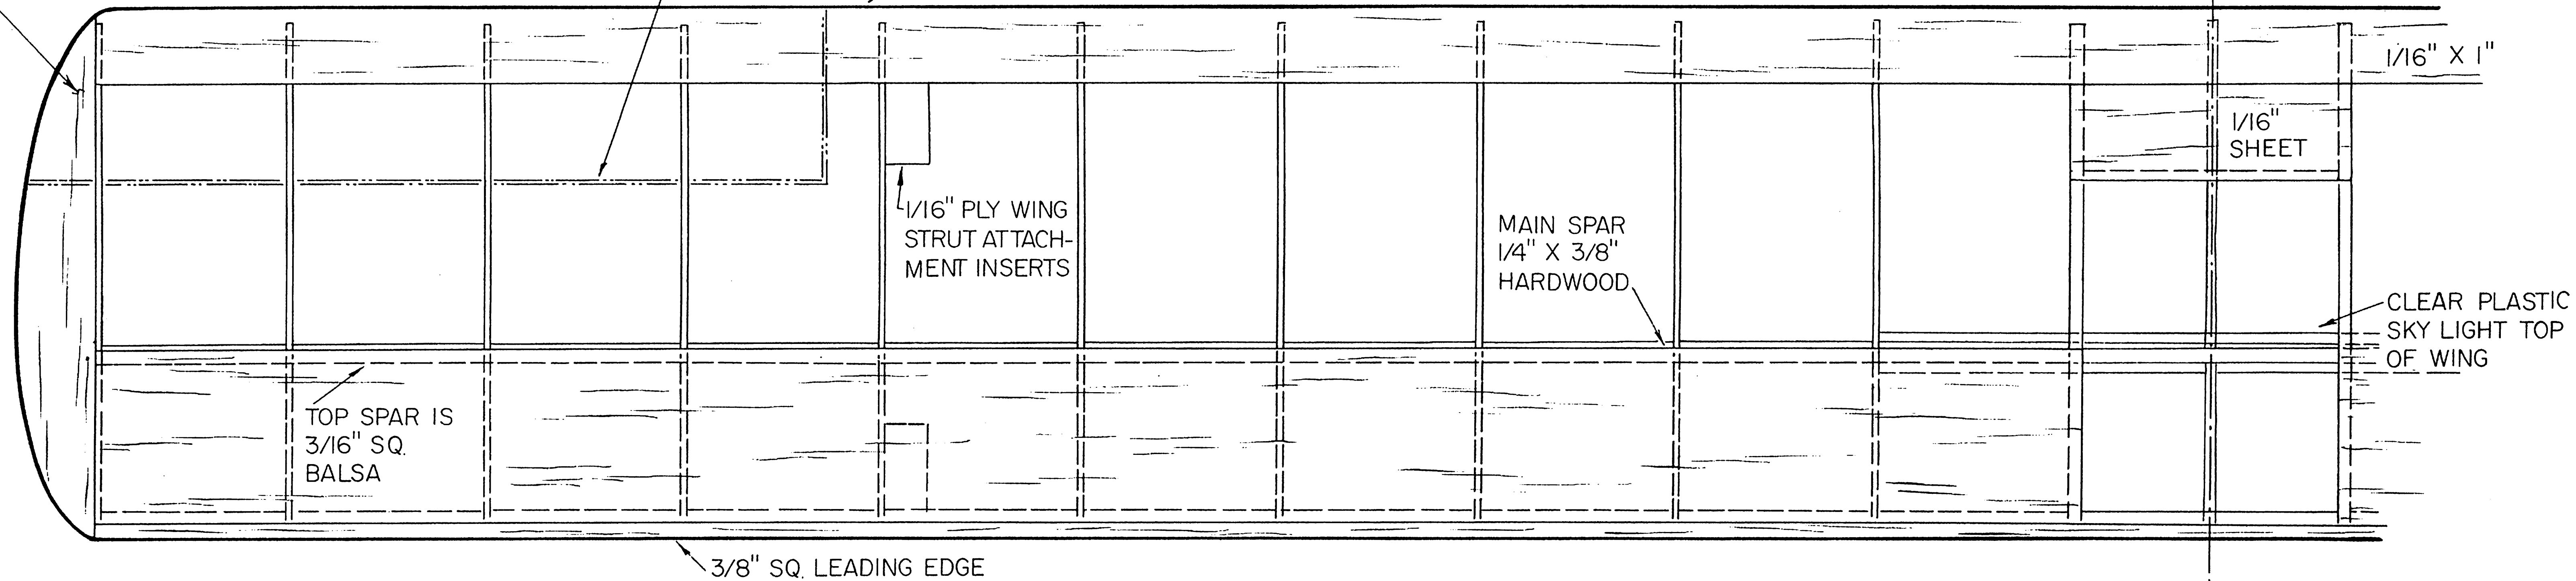 1/16" X 1"
1/16"
SHEET
1/16" PLY WING
STRUT ATTACH-
MENT INSERTS
MAIN SPAR
1/4" X 3/8"
HARDWOOD
CLEAR PLASTIC
SKY LIGHT TOP
OF WING
TOP SPAR IS
3/16" SQ.
BALSA
3/8" SQ. LEADING EDGE